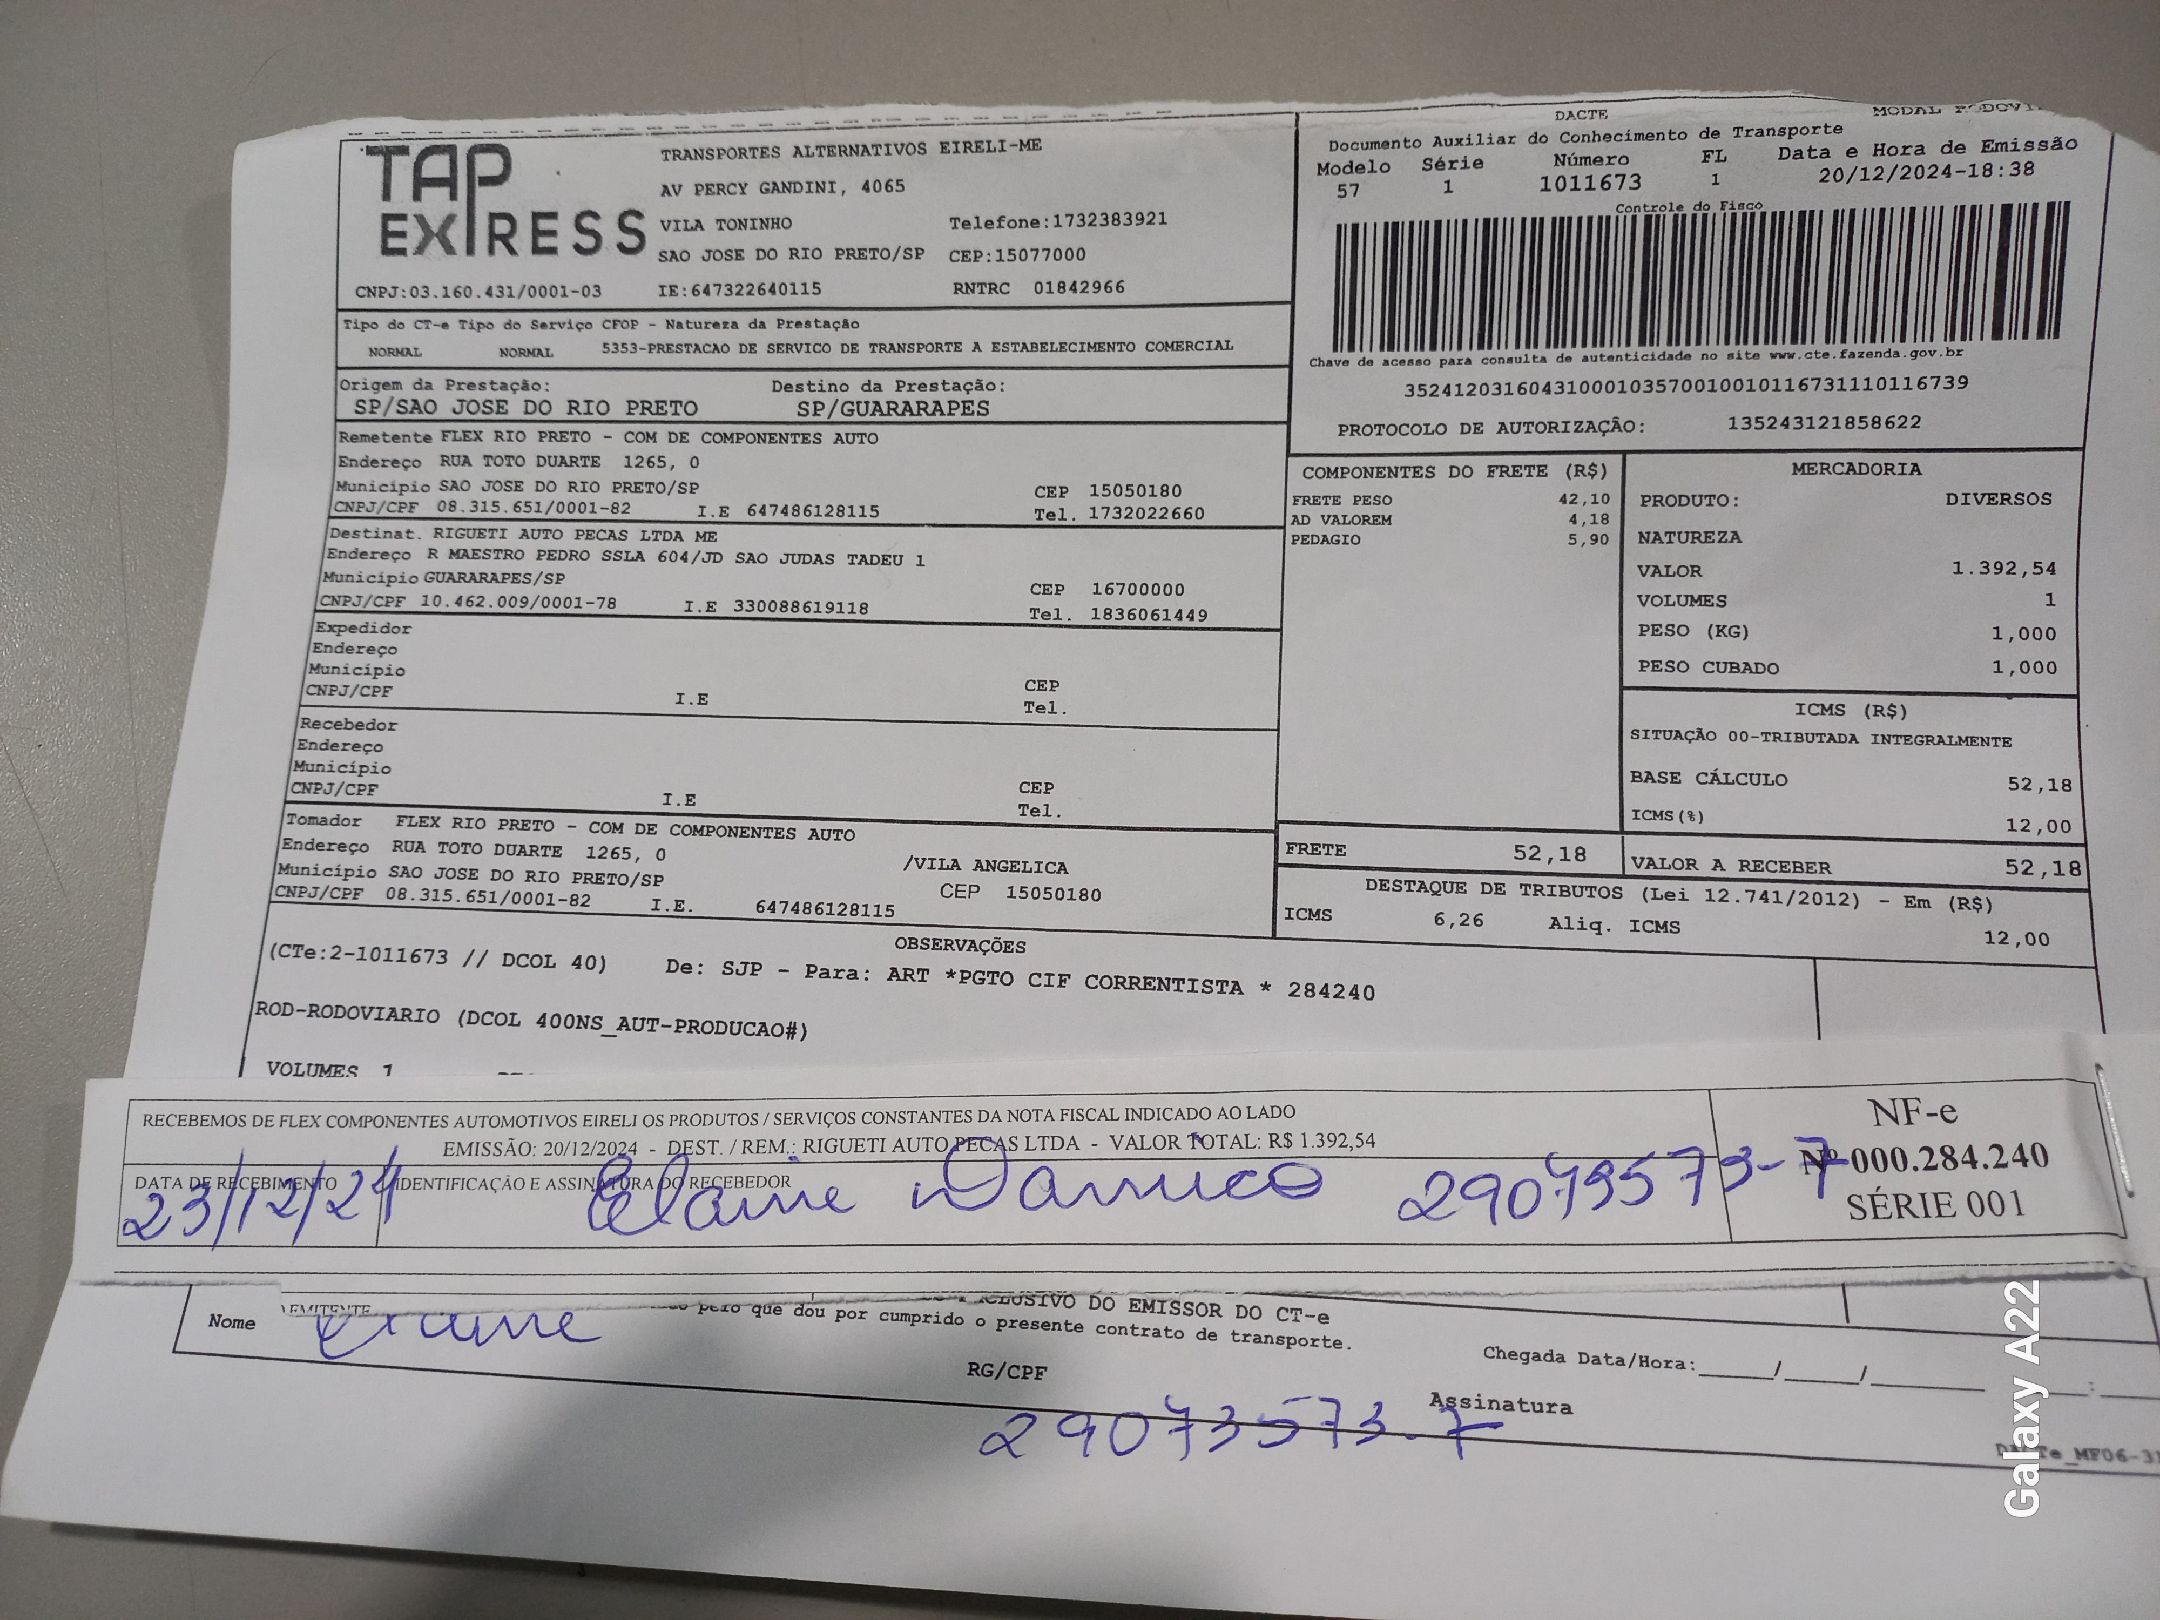 TAP EXPRESS
TRANSPORTES ALTERNATIVOS EIRELI-ME
AV PERCY GANDINI, 4065
VILA TONINHO Telefone:1732383921
SAO JOSE DO RIO PRETO/SP CEP:15077000
CNPJ:03.160.431/0001-03 IE:647322640115 RNTRC 01842966
DACTE
Documento Auxiliar do Conhecimento de Transporte
Modelo Série Número FL Data e Hora de Emissão
57 1 1011673 1 20/12/2024-18:38
Controle do Fisco
Chave de acesso para consulta de autenticidade no site www.cte.fazenda.gov.br
35241203160431000103570010010116731110116739
PROTOCOLO DE AUTORIZAÇÃO: 135243121858622
Tipo do CT-e Tipo do Serviço CFOP - Natureza da Prestação
NORMAL NORMAL 5353-PRESTACAO DE SERVICO DE TRANSPORTE A ESTABELECIMENTO COMERCIAL
Origem da Prestação: Destino da Prestação:
SP/SAO JOSE DO RIO PRETO SP/GUARARAPES
Remetente FLEX RIO PRETO - COM DE COMPONENTES AUTO
Endereço RUA TOTO DUARTE 1265, 0
Município SAO JOSE DO RIO PRETO/SP CEP 15050180
CNPJ/CPF 08.315.651/0001-82 I.E 647486128115 Tel. 1732022660
Destinat. RIGUETI AUTO PECAS LTDA ME
Endereço R MAESTRO PEDRO SSLA 604/JD SAO JUDAS TADEU 1
Município GUARARAPES/SP CEP 16700000
CNPJ/CPF 10.462.009/0001-78 I.E 330088619118 Tel. 1836061449
Expedidor
Endereço
Município CEP
CNPJ/CPF I.E Tel.
Recebedor
Endereço
Município CEP
CNPJ/CPF I.E Tel.
Tomador FLEX RIO PRETO - COM DE COMPONENTES AUTO
Endereço RUA TOTO DUARTE 1265, 0 /VILA ANGELICA
Município SAO JOSE DO RIO PRETO/SP CEP 15050180
CNPJ/CPF 08.315.651/0001-82 I.E. 647486128115
COMPONENTES DO FRETE (R$)
FRETE PESO 42,10
AD VALOREM 4,18
PEDAGIO 5,90
MERCADORIA
PRODUTO: DIVERSOS
NATUREZA
VALOR 1.392,54
VOLUMES 1
PESO (KG) 1,000
PESO CUBADO 1,000
ICMS (R$)
SITUAÇÃO 00-TRIBUTADA INTEGRALMENTE
BASE CÁLCULO 52,18
ICMS(%) 12,00
FRETE 52,18 VALOR A RECEBER 52,18
DESTAQUE DE TRIBUTOS (Lei 12.741/2012) - Em (R$)
ICMS 6,26 Aliq. ICMS 12,00
OBSERVAÇÕES
(CTe:2-1011673 // DCOL 40) De: SJP - Para: ART *PGTO CIF CORRENTISTA * 284240
ROD-RODOVIARIO (DCOL 400NS_AUT-PRODUCAO#)
VOLUMES 1
RECEBEMOS DE FLEX COMPONENTES AUTOMOTIVOS EIRELI OS PRODUTOS / SERVIÇOS CONSTANTES DA NOTA FISCAL INDICADO AO LADO
EMISSÃO: 20/12/2024 - DEST. / REM.: RIGUETI AUTO PECAS LTDA - VALOR TOTAL: R$ 1.392,54
DATA DE RECEBIMENTO IDENTIFICAÇÃO E ASSINATURA DO RECEBEDOR
23/12/24 Elaine 29073573-7
NF-e
Nº 000.284.240
SÉRIE 001
EXCLUSIVO DO EMISSOR DO CT-e
pelo que dou por cumprido o presente contrato de transporte.
Nome Elaine
RG/CPF
29073573-7
Chegada Data/Hora:____/____/______ __:__
Assinatura
Galaxy A22